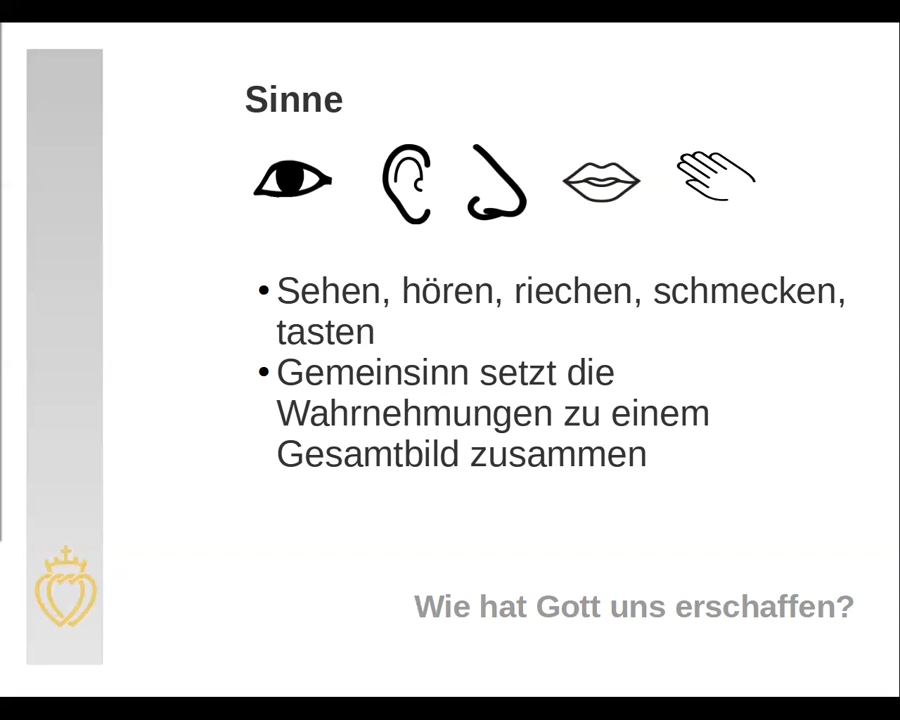 Sinne
• Sehen, hören, riechen, schmecken,
tasten
• Gemeinsinn setzt die
Wahrnehmungen zu einem
Gesamtbild zusammen
Wie hat Gott uns erschaffen?